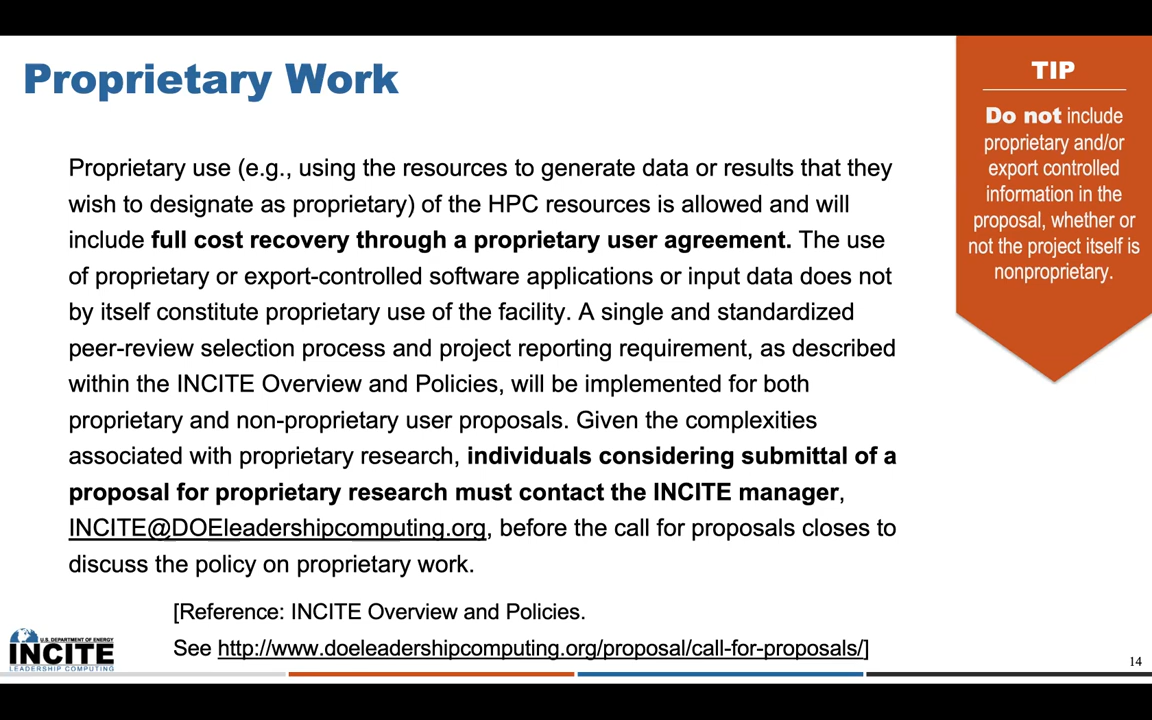 Proprietary Work
Proprietary use (e.g., using the resources to generate data or results that they
wish to designate as proprietary) of the HPC resources is allowed and will
include full cost recovery through a proprietary user agreement. The use
of proprietary or export-controlled software applications or input data does not
by itself constitute proprietary use of the facility. A single and standardized
peer-review selection process and project reporting requirement, as described
within the INCITE Overview and Policies, will be implemented for both
proprietary and non-proprietary user proposals. Given the complexities
associated with proprietary research, individuals considering submittal of a
proposal for proprietary research must contact the INCITE manager,
INCITE@DOEleadershipcomputing.org, before the call for proposals closes to
discuss the policy on proprietary work.
[Reference: INCITE Overview and Policies.
See http://www.doeleadershipcomputing.org/proposal/call-for-proposals/]
TIP
Do not include
proprietary and/or
export controlled
information in the
proposal, whether or
not the project itself is
nonproprietary.
U.S. DEPARTMENT OF ENERGY
INCITE
LEADERSHIP COMPUTING
14